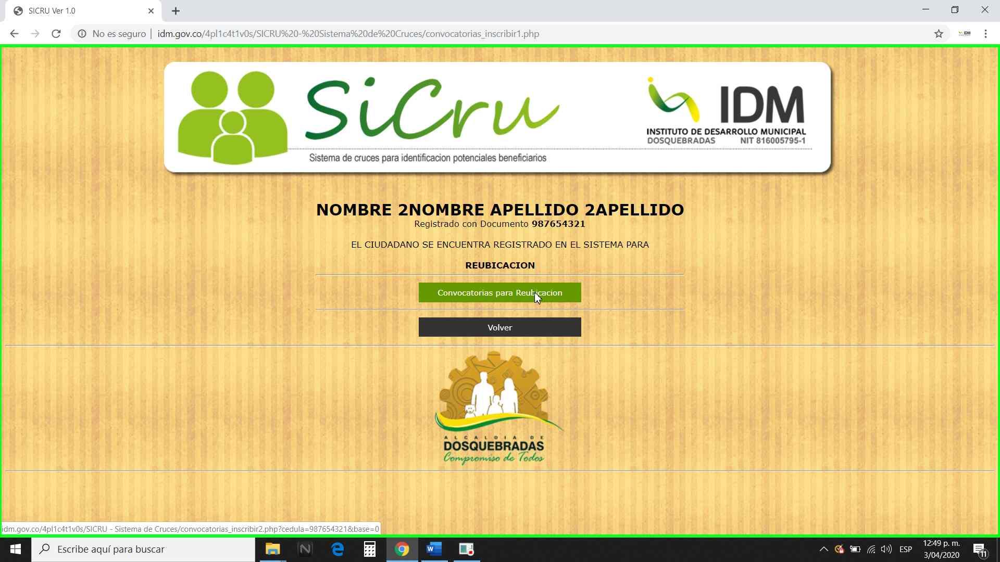 SICRU Ver 1.0
No es seguro | idm.gov.co/4pl1c4t1v0s/SICRU%20-%20Sistema%20de%20Cruces/convocatorias_inscribir1.php
IDM
SiCru
Sistema de cruces para identificacion potenciales beneficiarios
IDM
INSTITUTO DE DESARROLLO MUNICIPAL
DOSQUEBRADAS NIT 816005795-1
NOMBRE 2NOMBRE APELLIDO 2APELLIDO
Registrado con Documento 987654321
EL CIUDADANO SE ENCUENTRA REGISTRADO EN EL SISTEMA PARA
REUBICACION
Convocatorias para Reubicacion
Volver
ALCALDIA DE
DOSQUEBRADAS
Compromiso de Todos
idm.gov.co/4pl1c4t1v0s/SICRU - Sistema de Cruces/convocatorias_inscribir2.php?cedula=987654321&base=0
Escribe aquí para buscar
N
W
ESP
12:49 p. m.
3/04/2020
11